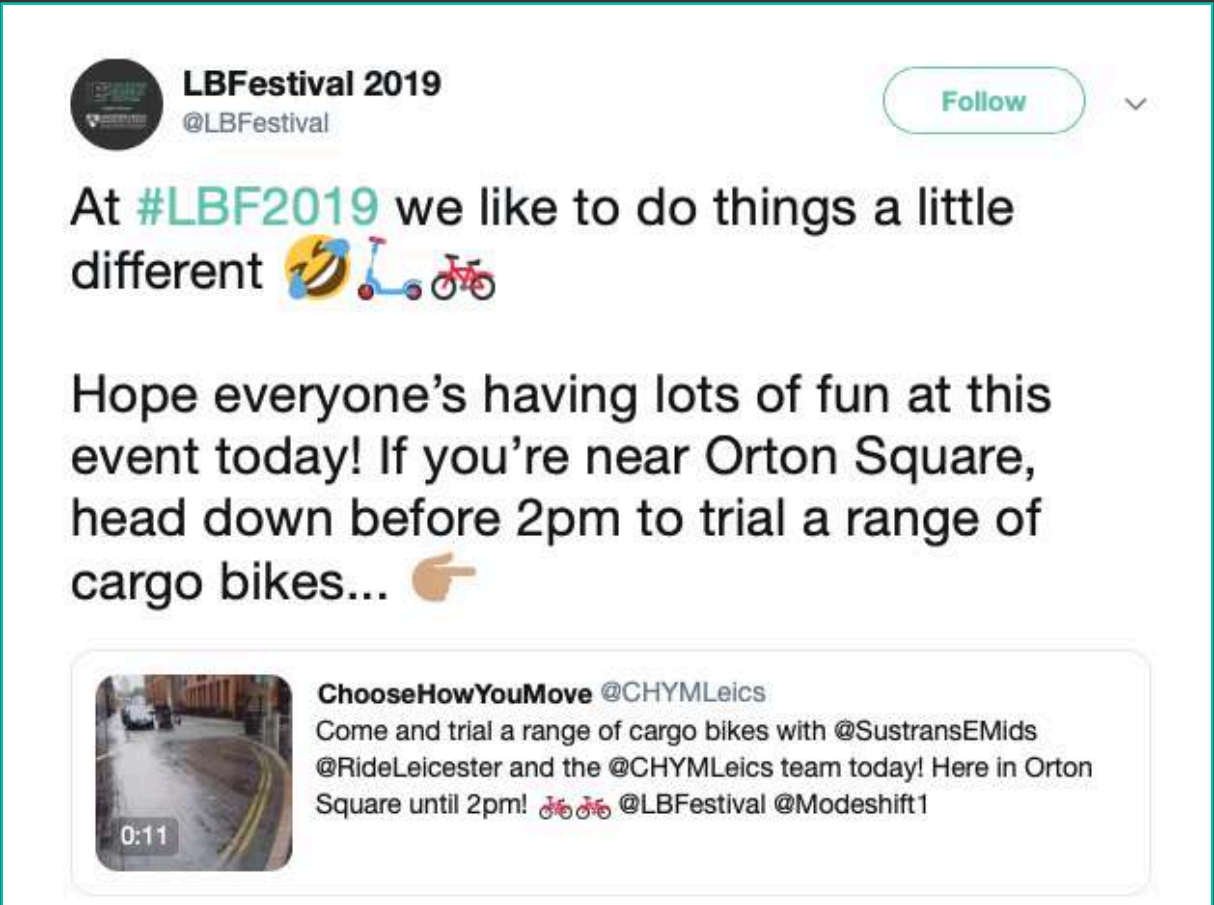 LBFestival 2019
@LBFestival
Follow
At #LBF2019 we like to do things a little
different 🤣🛴🚲
Hope everyone’s having lots of fun at this
event today! If you’re near Orton Square,
head down before 2pm to trial a range of
cargo bikes... 👉🏽
ChooseHowYouMove @CHYMLeics
Come and trial a range of cargo bikes with @SustransEMids
@RideLeicester and the @CHYMLeics team today! Here in Orton
Square until 2pm! 🚲🚲 @LBFestival @Modeshift1
0:11